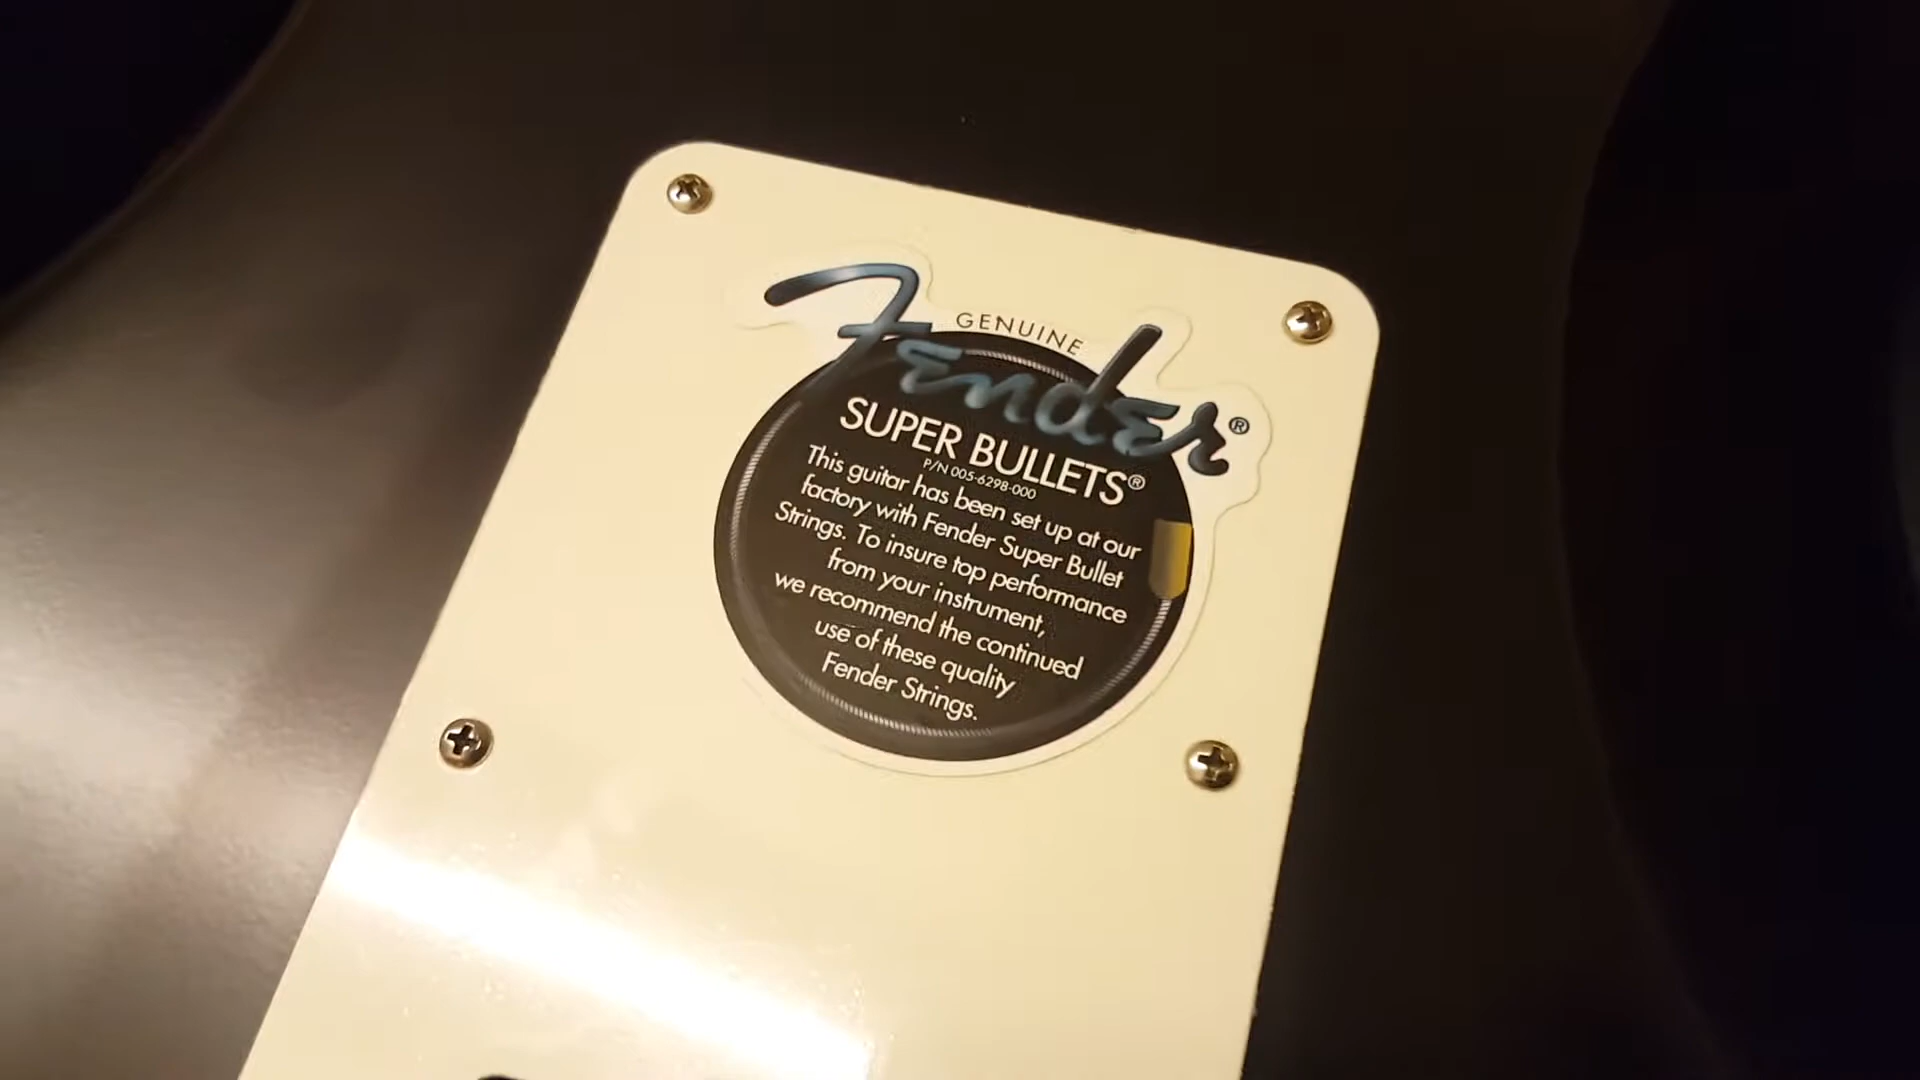 GENUINE
Fender®
SUPER BULLETS®
P/N 005-6298-000
This guitar has been set up at our
factory with Fender Super Bullet
Strings. To insure top performance
from your instrument,
we recommend the continued
use of these quality
Fender Strings.